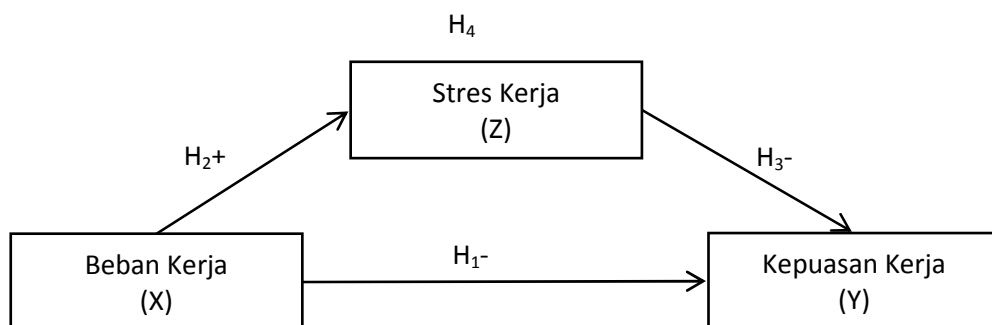 H₄
Stres Kerja
(Z)
H₂+
H₃-
Beban Kerja
(X)
H₁-
Kepuasan Kerja
(Y)